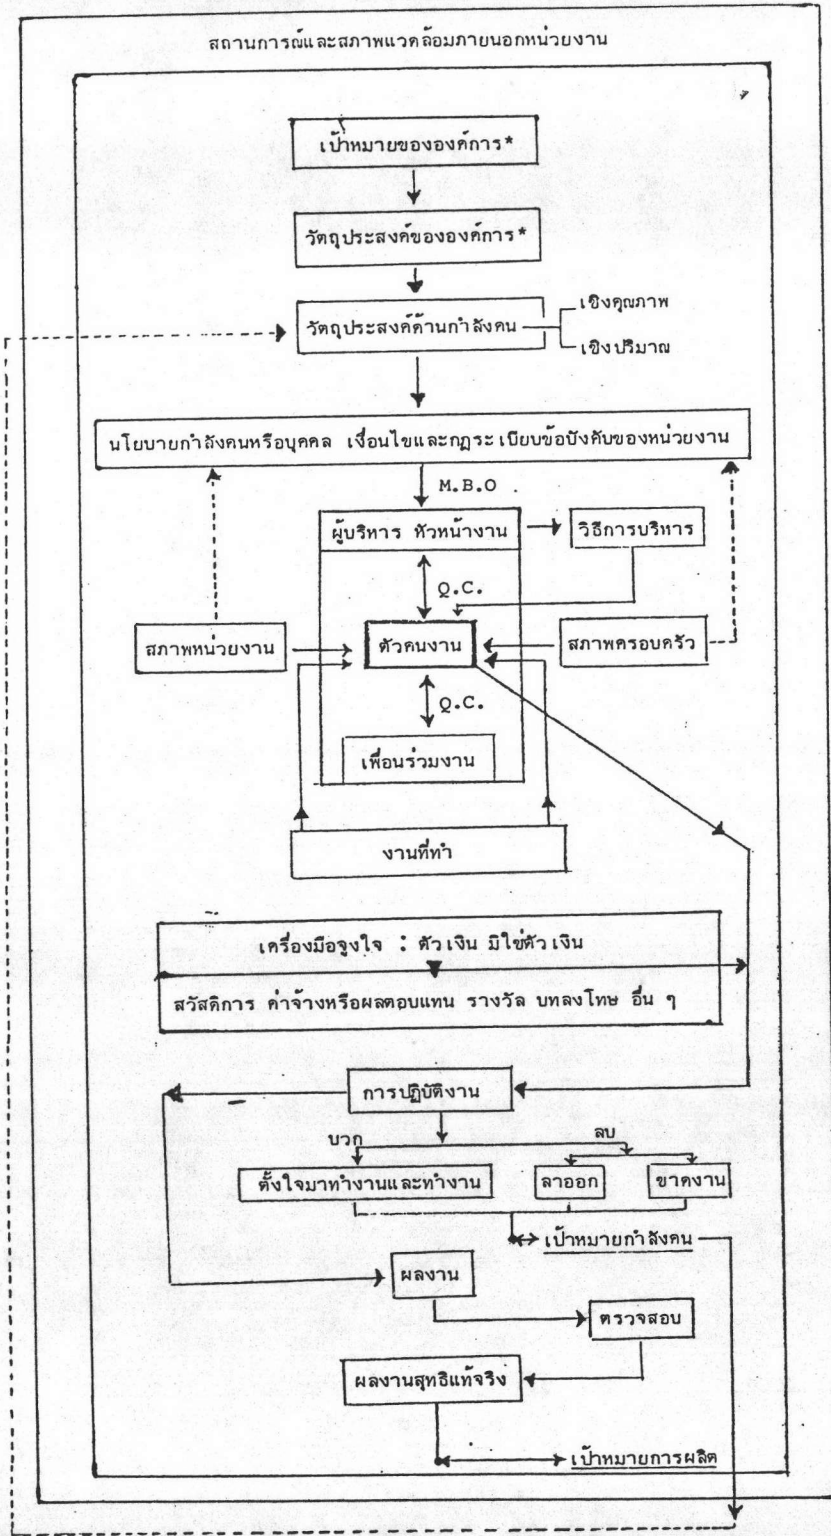 สถานการณ์และสภาพแวดล้อมภายนอกหน่วยงาน
เป้าหมายขององค์การ*
วัตถุประสงค์ขององค์การ*
วัตถุประสงค์ด้านกำลังคน
เชิงคุณภาพ
เชิงปริมาณ
นโยบายกำลังคนหรือบุคคล เงื่อนไขและกฎระเบียบข้อบังคับของหน่วยงาน
M.B.O
ผู้บริหาร หัวหน้างาน
วิธีการบริหาร
Q.C.
สภาพหน่วยงาน
ตัวคนงาน
สภาพครอบครัว
Q.C.
เพื่อนร่วมงาน
งานที่ทำ
เครื่องมือจูงใจ : ตัวเงิน มิใช่ตัวเงิน
สวัสดิการ ค่าจ้างหรือผลตอบแทน รางวัล บทลงโทษ อื่น ๆ
การปฏิบัติงาน
บวก
ลบ
ตั้งใจมาทำงานและทำงาน
ลาออก
ขาดงาน
เป้าหมายกำลังคน
ผลงาน
ตรวจสอบ
ผลงานสุทธิแท้จริง
เป้าหมายการผลิต